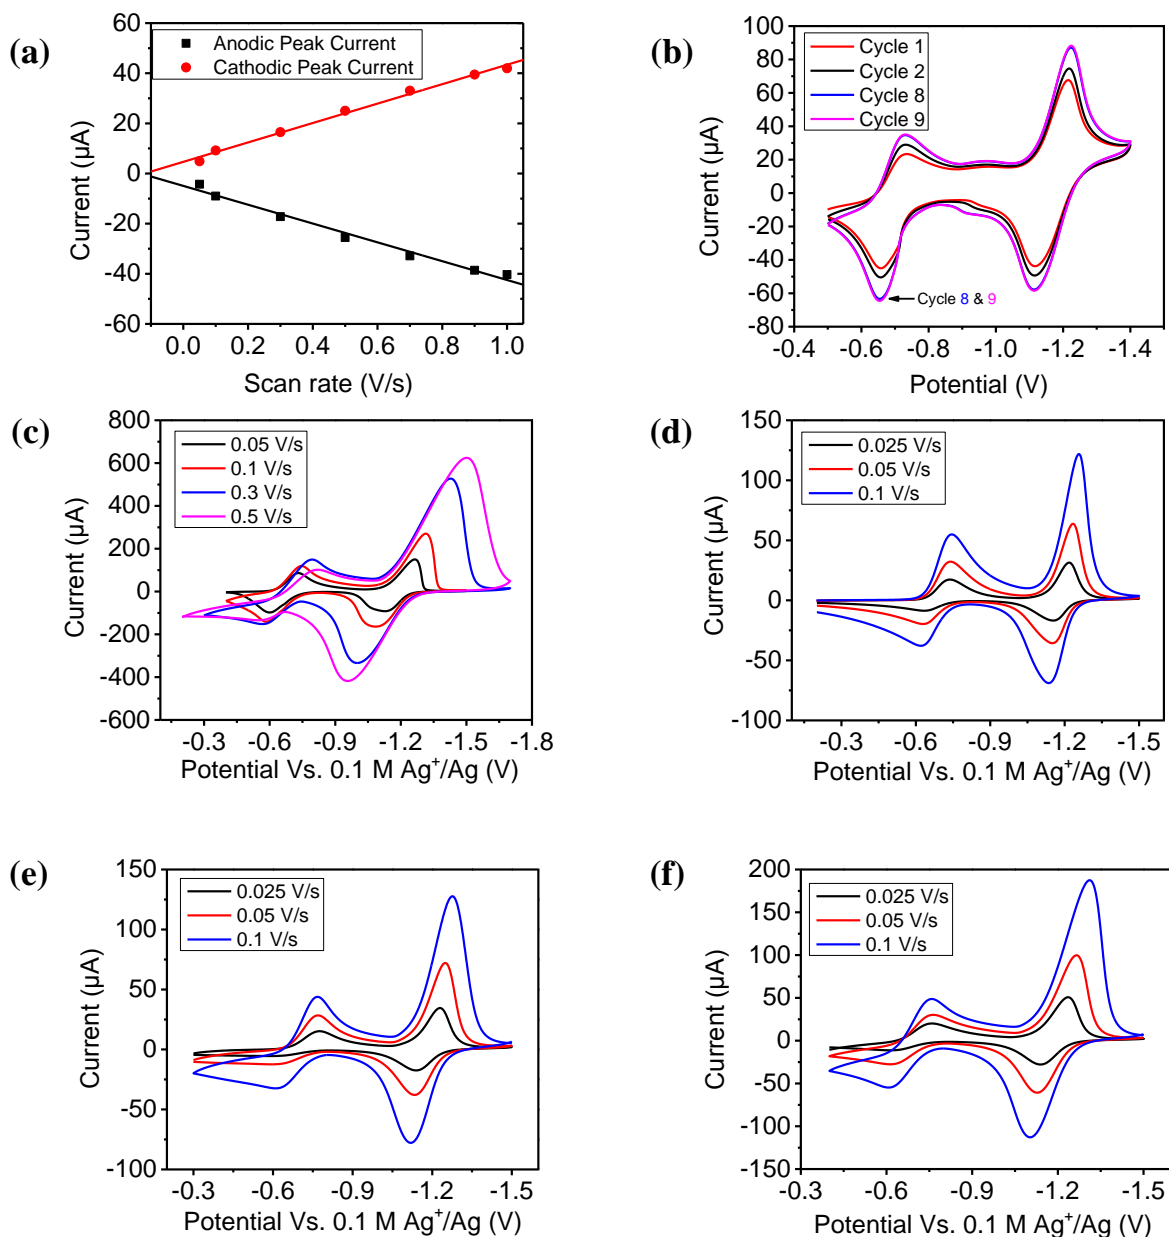 (a)
60
40
20
0
-20
-40
-60
Current (µA)
Anodic Peak Current
Cathodic Peak Current
0.0 0.2 0.4 0.6 0.8 1.0
Scan rate (V/s)
(b)
100
80
60
40
20
0
-20
-40
-60
-80
Current (µA)
Cycle 1
Cycle 2
Cycle 8
Cycle 9
Cycle 8 & 9
-0.4 -0.6 -0.8 -1.0 -1.2 -1.4
Potential (V)
(c)
800
600
400
200
0
-200
-400
-600
Current (µA)
0.05 V/s
0.1 V/s
0.3 V/s
0.5 V/s
-0.3 -0.6 -0.9 -1.2 -1.5 -1.8
Potential Vs. 0.1 M Ag⁺/Ag (V)
(d)
150
100
50
0
-50
-100
Current (µA)
0.025 V/s
0.05 V/s
0.1 V/s
-0.3 -0.6 -0.9 -1.2 -1.5
Potential Vs. 0.1 M Ag⁺/Ag (V)
(e)
150
100
50
0
-50
-100
Current (µA)
0.025 V/s
0.05 V/s
0.1 V/s
-0.3 -0.6 -0.9 -1.2 -1.5
Potential Vs. 0.1 M Ag⁺/Ag (V)
(f)
200
150
100
50
0
-50
-100
-150
Current (µA)
0.025 V/s
0.05 V/s
0.1 V/s
-0.3 -0.6 -0.9 -1.2 -1.5
Potential Vs. 0.1 M Ag⁺/Ag (V)